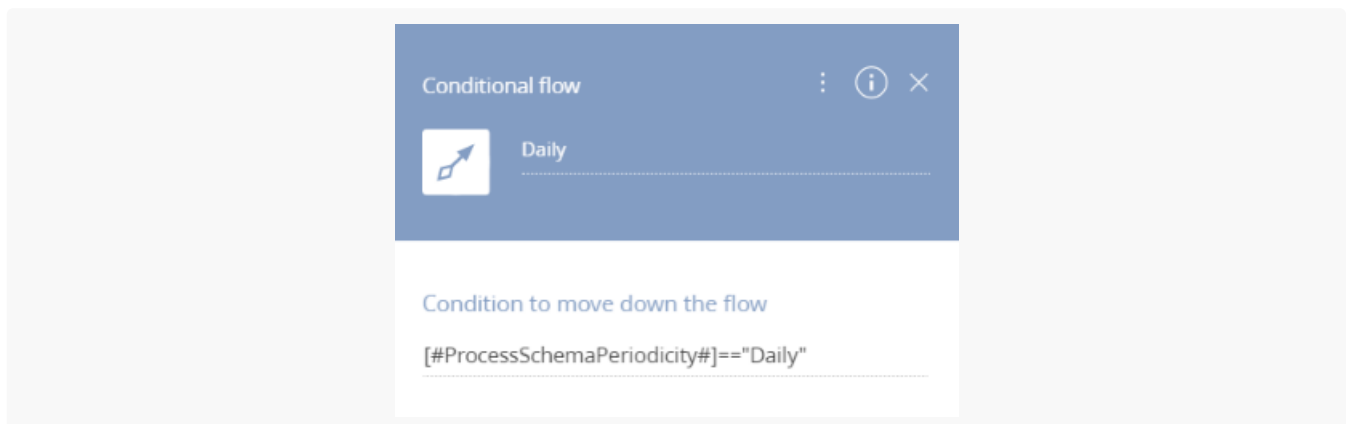 Conditional flow
Daily
Condition to move down the flow
[#ProcessSchemaPeriodicity#]=="Daily"